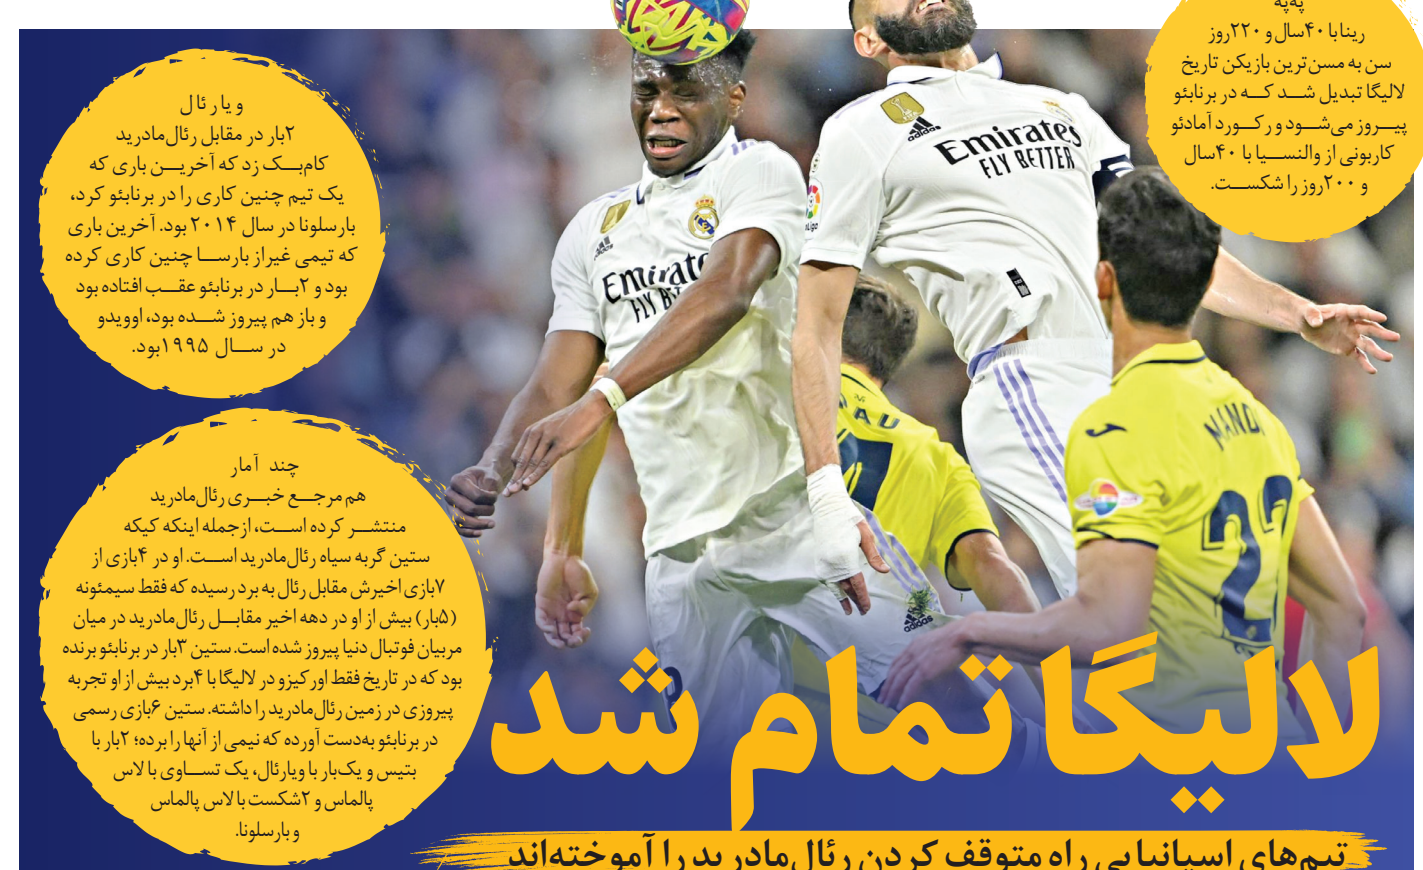 په‌په
رینا با ۴۰سال و ۲۲۰روز
سن به مسن‌ترین بازیکن تاریخ
لالیگا تبدیل شد که در برنابئو
پیروز می‌شود و رکورد آمادئو
کاربونی از والنسیا با ۴۰سال
و ۲۰۰روز را شکست.
ویارئال
۲بار در مقابل رئال‌مادرید
کام‌بک زد که آخرین باری که
یک تیم چنین کاری را در برنابئو کرد،
بارسلونا در سال ۲۰۱۴ بود. آخرین باری
که تیمی غیراز بارسا چنین کاری کرده
بود و ۲بار در برنابئو عقب افتاده بود
و باز هم پیروز شده بود، اوویدو
در سال ۱۹۹۵بود.
چند آمار
هم مرجع خبری رئال‌مادرید
منتشر کرده است، ازجمله اینکه کیکه
ستین گربه سیاه رئال‌مادرید است. او در ۴بازی از
۷بازی اخیرش مقابل رئال به برد رسیده که فقط سیمئونه
(۵بار) بیش از او در دهه اخیر مقابل رئال‌مادرید در میان
مربیان فوتبال دنیا پیروز شده است. ستین ۳بار در برنابئو برنده
بود که در تاریخ فقط اورکیزو در لالیگا با ۴برد بیش از او تجربه
پیروزی در زمین رئال‌مادرید را داشته. ستین ۶بازی رسمی
در برنابئو به‌دست آورده که نیمی از آنها را برده؛ ۲بار با
بتیس و یک‌بار با ویارئال، یک تساوی با لاس
پالماس و ۲شکست با لاس پالماس
و بارسلونا.
Emirates
FLY BETTER
adidas
MANDI
22
adidas
لالیگا تمام شد
تیم‌های اسپانیایی راه متوقف کردن رئال‌مادرید را آموخته‌اند